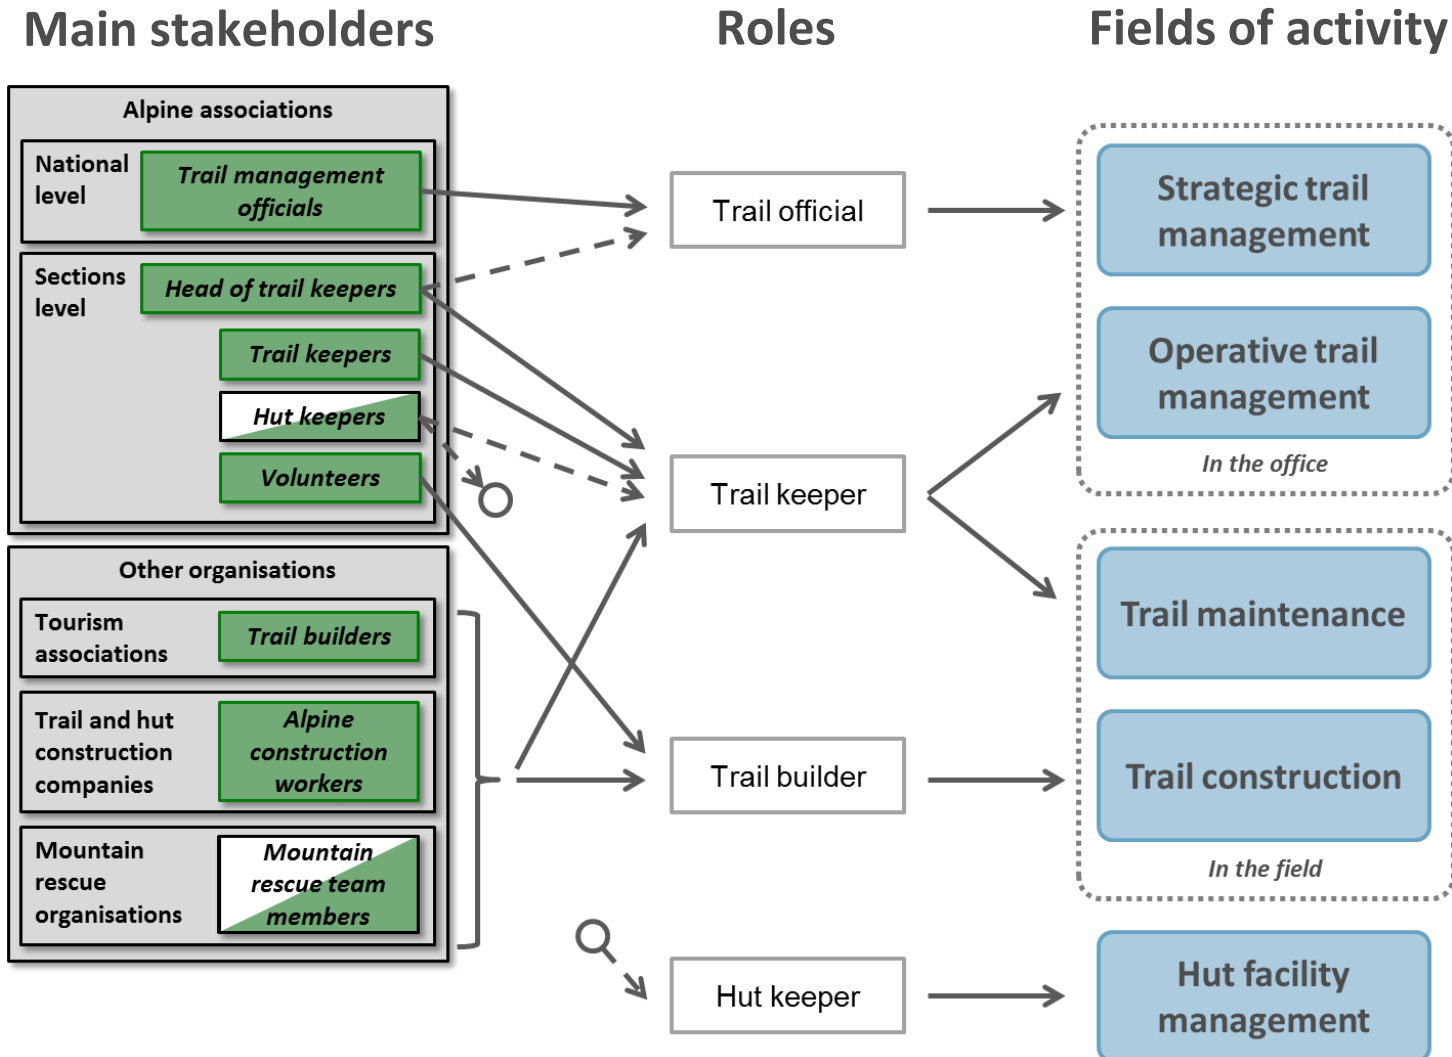 Main stakeholders
Roles
Fields of activity
Alpine associations
National
level
Trail management
officials
Sections
level
Head of trail keepers
Trail keepers
Hut keepers
Volunteers
Other organisations
Tourism
associations
Trail builders
Trail and hut
construction
companies
Alpine
construction
workers
Mountain
rescue
organisations
Mountain
rescue team
members
Trail official
Trail keeper
Trail builder
Hut keeper
Strategic trail
management
Operative trail
management
In the office
Trail maintenance
Trail construction
In the field
Hut facility
management